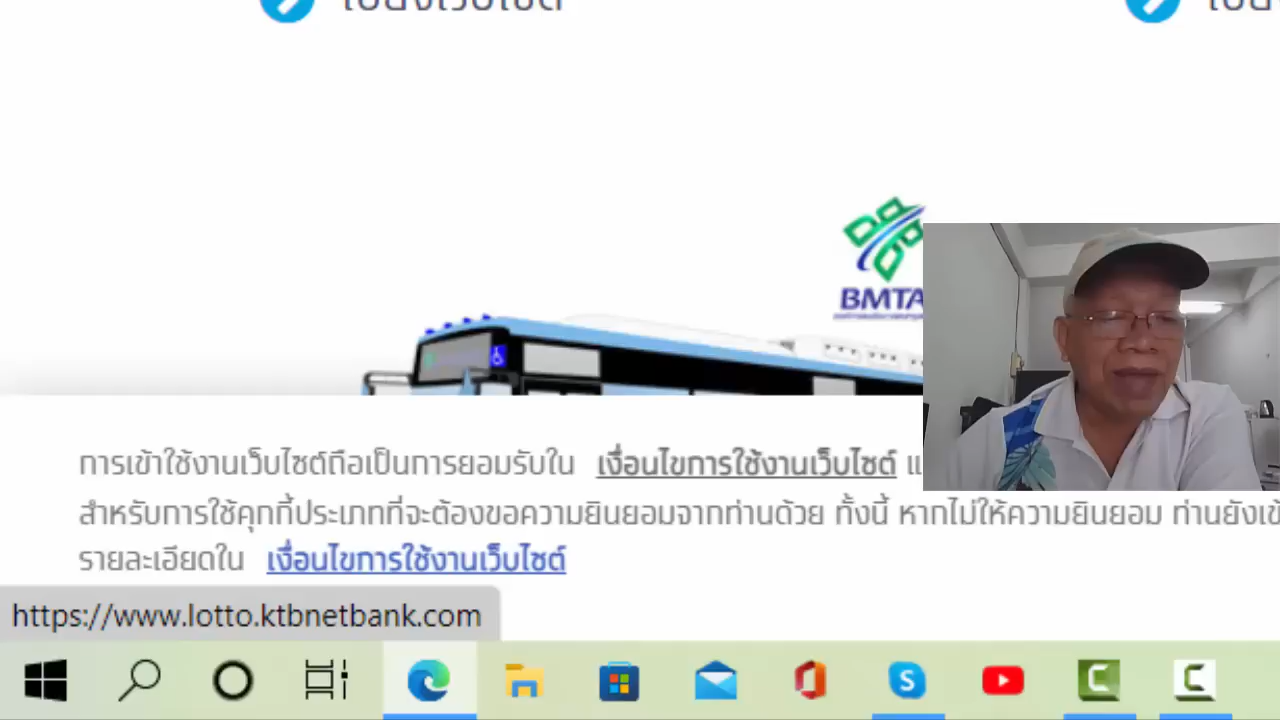 BMTA
การเข้าใช้งานเว็บไซต์ถือเป็นการยอมรับใน เงื่อนไขการใช้งานเว็บไซต์
สำหรับการใช้คุกกี้ประเภทที่จะต้องขอความยินยอมจากท่านด้วย ทั้งนี้ หากไม่ให้ความยินยอม ท่านยังเข้
รายละเอียดใน เงื่อนไขการใช้งานเว็บไซต์
https://www.lotto.ktbnetbank.com